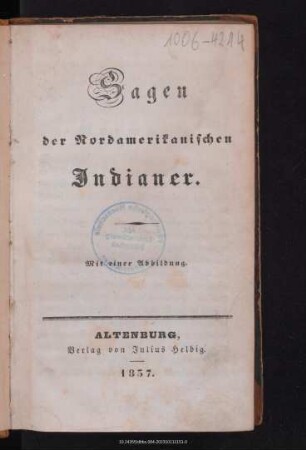 1006-4214
Sagen
der Nordamerikanischen
Indianer.
Mit einer Abbildung.
ALTENBURG,
Verlag von Julius Helbig.
1837.